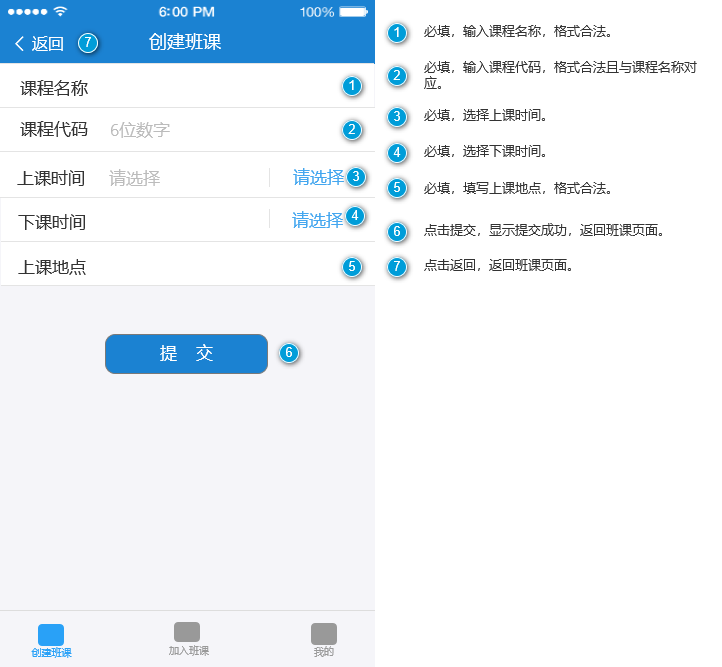 6:00 PM
100%
返回
7
创建班课
课程名称
1
课程代码
6位数字
2
上课时间
请选择
请选择
3
下课时间
请选择
4
上课地点
5
提 交
6
创建班课
加入班课
我的
1
必填，输入课程名称，格式合法。
2
必填，输入课程代码，格式合法且与课程名称对
应。
3
必填，选择上课时间。
4
必填，选择下课时间。
5
必填，填写上课地点，格式合法。
6
点击提交，显示提交成功，返回班课页面。
7
点击返回，返回班课页面。